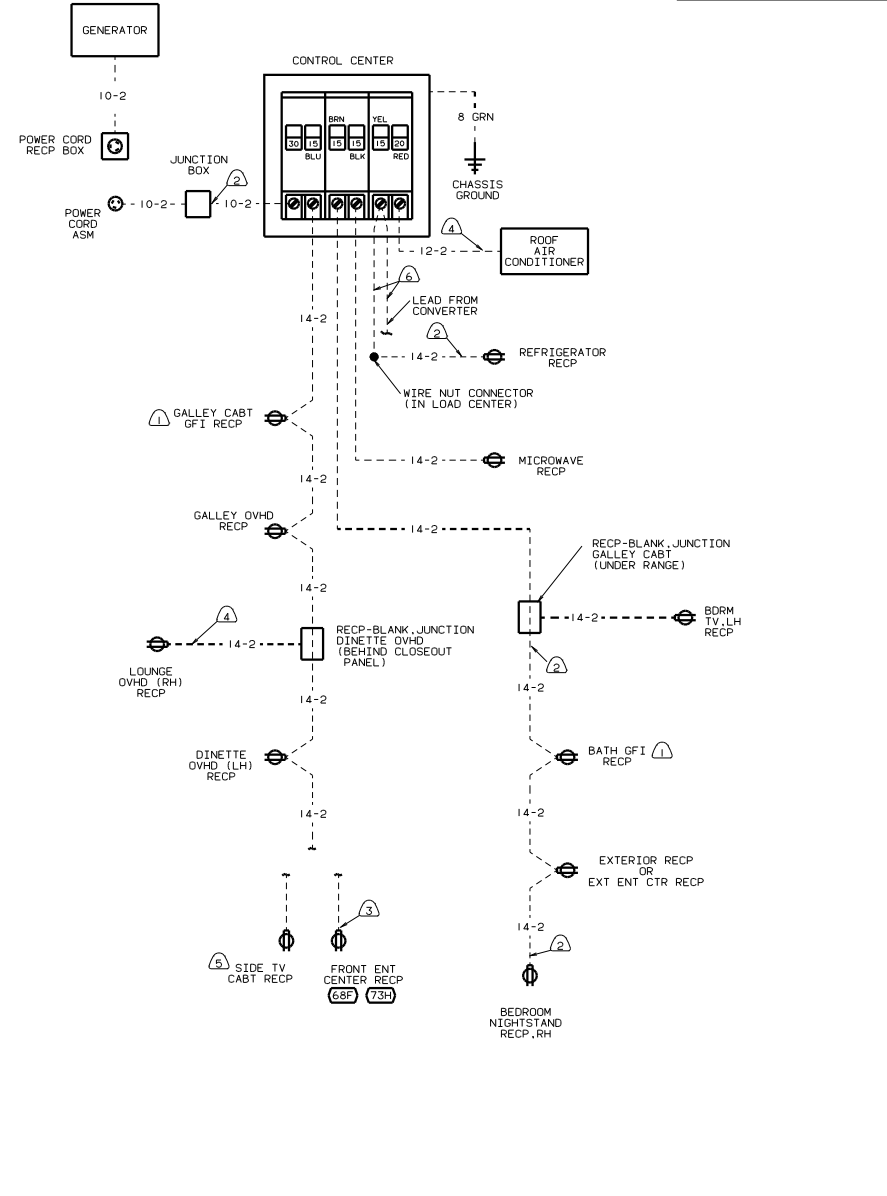 GENERATOR
10-2
POWER CORD
RECP BOX
CONTROL CENTER
BRN
YEL
30
15
15
15
15
20
BLU
BLK
RED
8 GRN
CHASSIS
GROUND
JUNCTION
BOX
2
10-2
10-2
POWER
CORD
ASM
4
12-2
ROOF
AIR
CONDITIONER
6
LEAD FROM
CONVERTER
14-2
2
14-2
REFRIGERATOR
RECP
WIRE NUT CONNECTOR
(IN LOAD CENTER)
1
GALLEY CABT
GFI RECP
14-2
MICROWAVE
RECP
14-2
GALLEY OVHD
RECP
14-2
RECP-BLANK,JUNCTION
GALLEY CABT
(UNDER RANGE)
14-2
4
14-2
LOUNGE
OVHD (RH)
RECP
RECP-BLANK,JUNCTION
DINETTE OVHD
(BEHIND CLOSEOUT
PANEL)
14-2
BDRM
TV,LH
RECP
2
14-2
14-2
DINETTE
OVHD (LH)
RECP
BATH GFI
RECP
1
14-2
14-2
EXTERIOR RECP
OR
EXT ENT CTR RECP
3
14-2
2
5
SIDE TV
CABT RECP
FRONT ENT
CENTER RECP
68F
73H
BEDROOM
NIGHTSTAND
RECP,RH